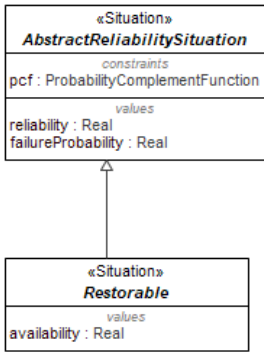 «Situation»
AbstractReliabilitySituation
constraints
pcf : ProbabilityComplementFunction
values
reliability : Real
failureProbability : Real
«Situation»
Restorable
values
availability : Real